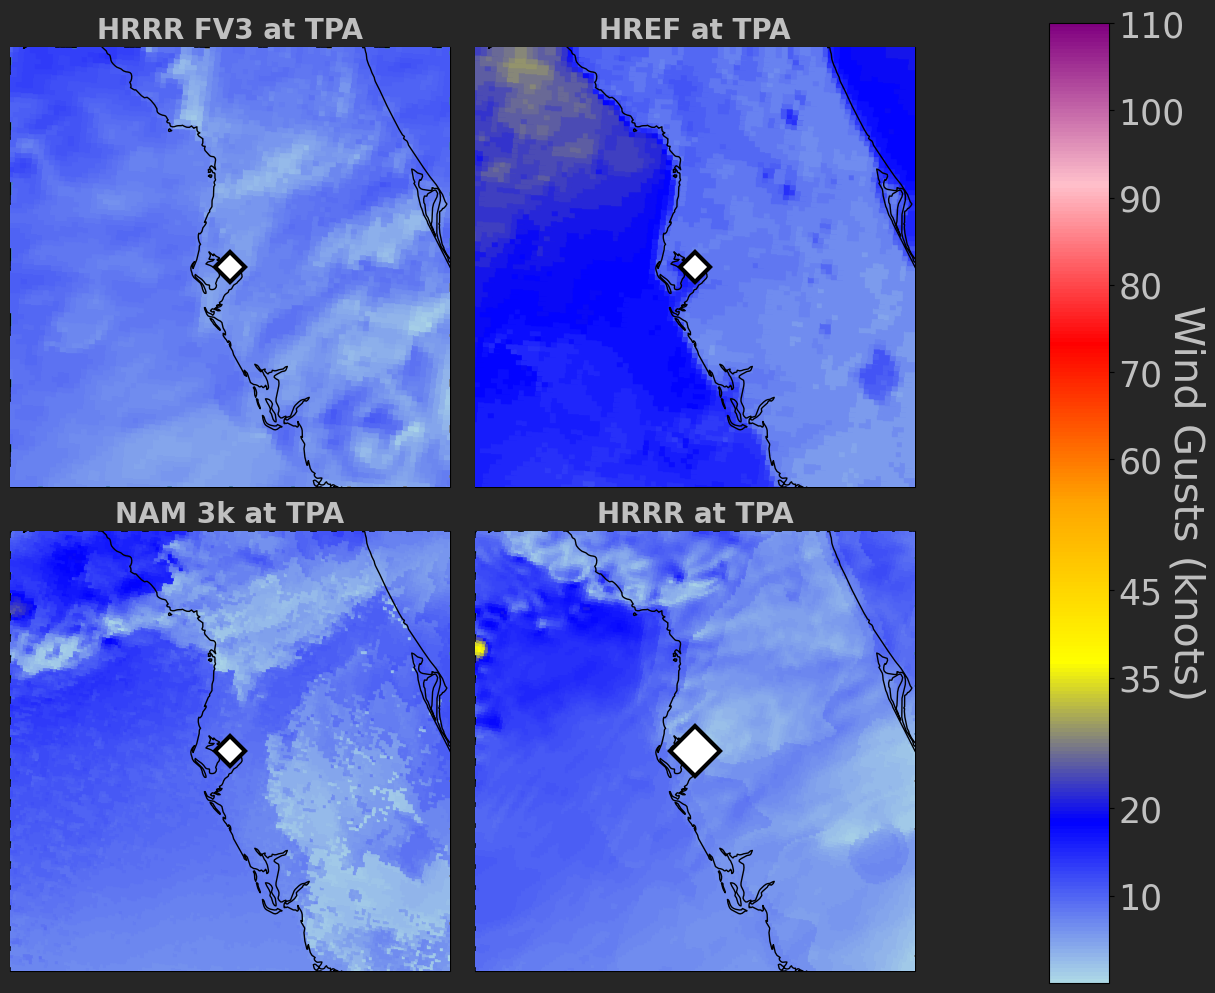 HRRR FV3 at TPA
HREF at TPA
NAM 3k at TPA
HRRR at TPA
110
100
90
80
70
60
45
35
20
10
Wind Gusts (knots)